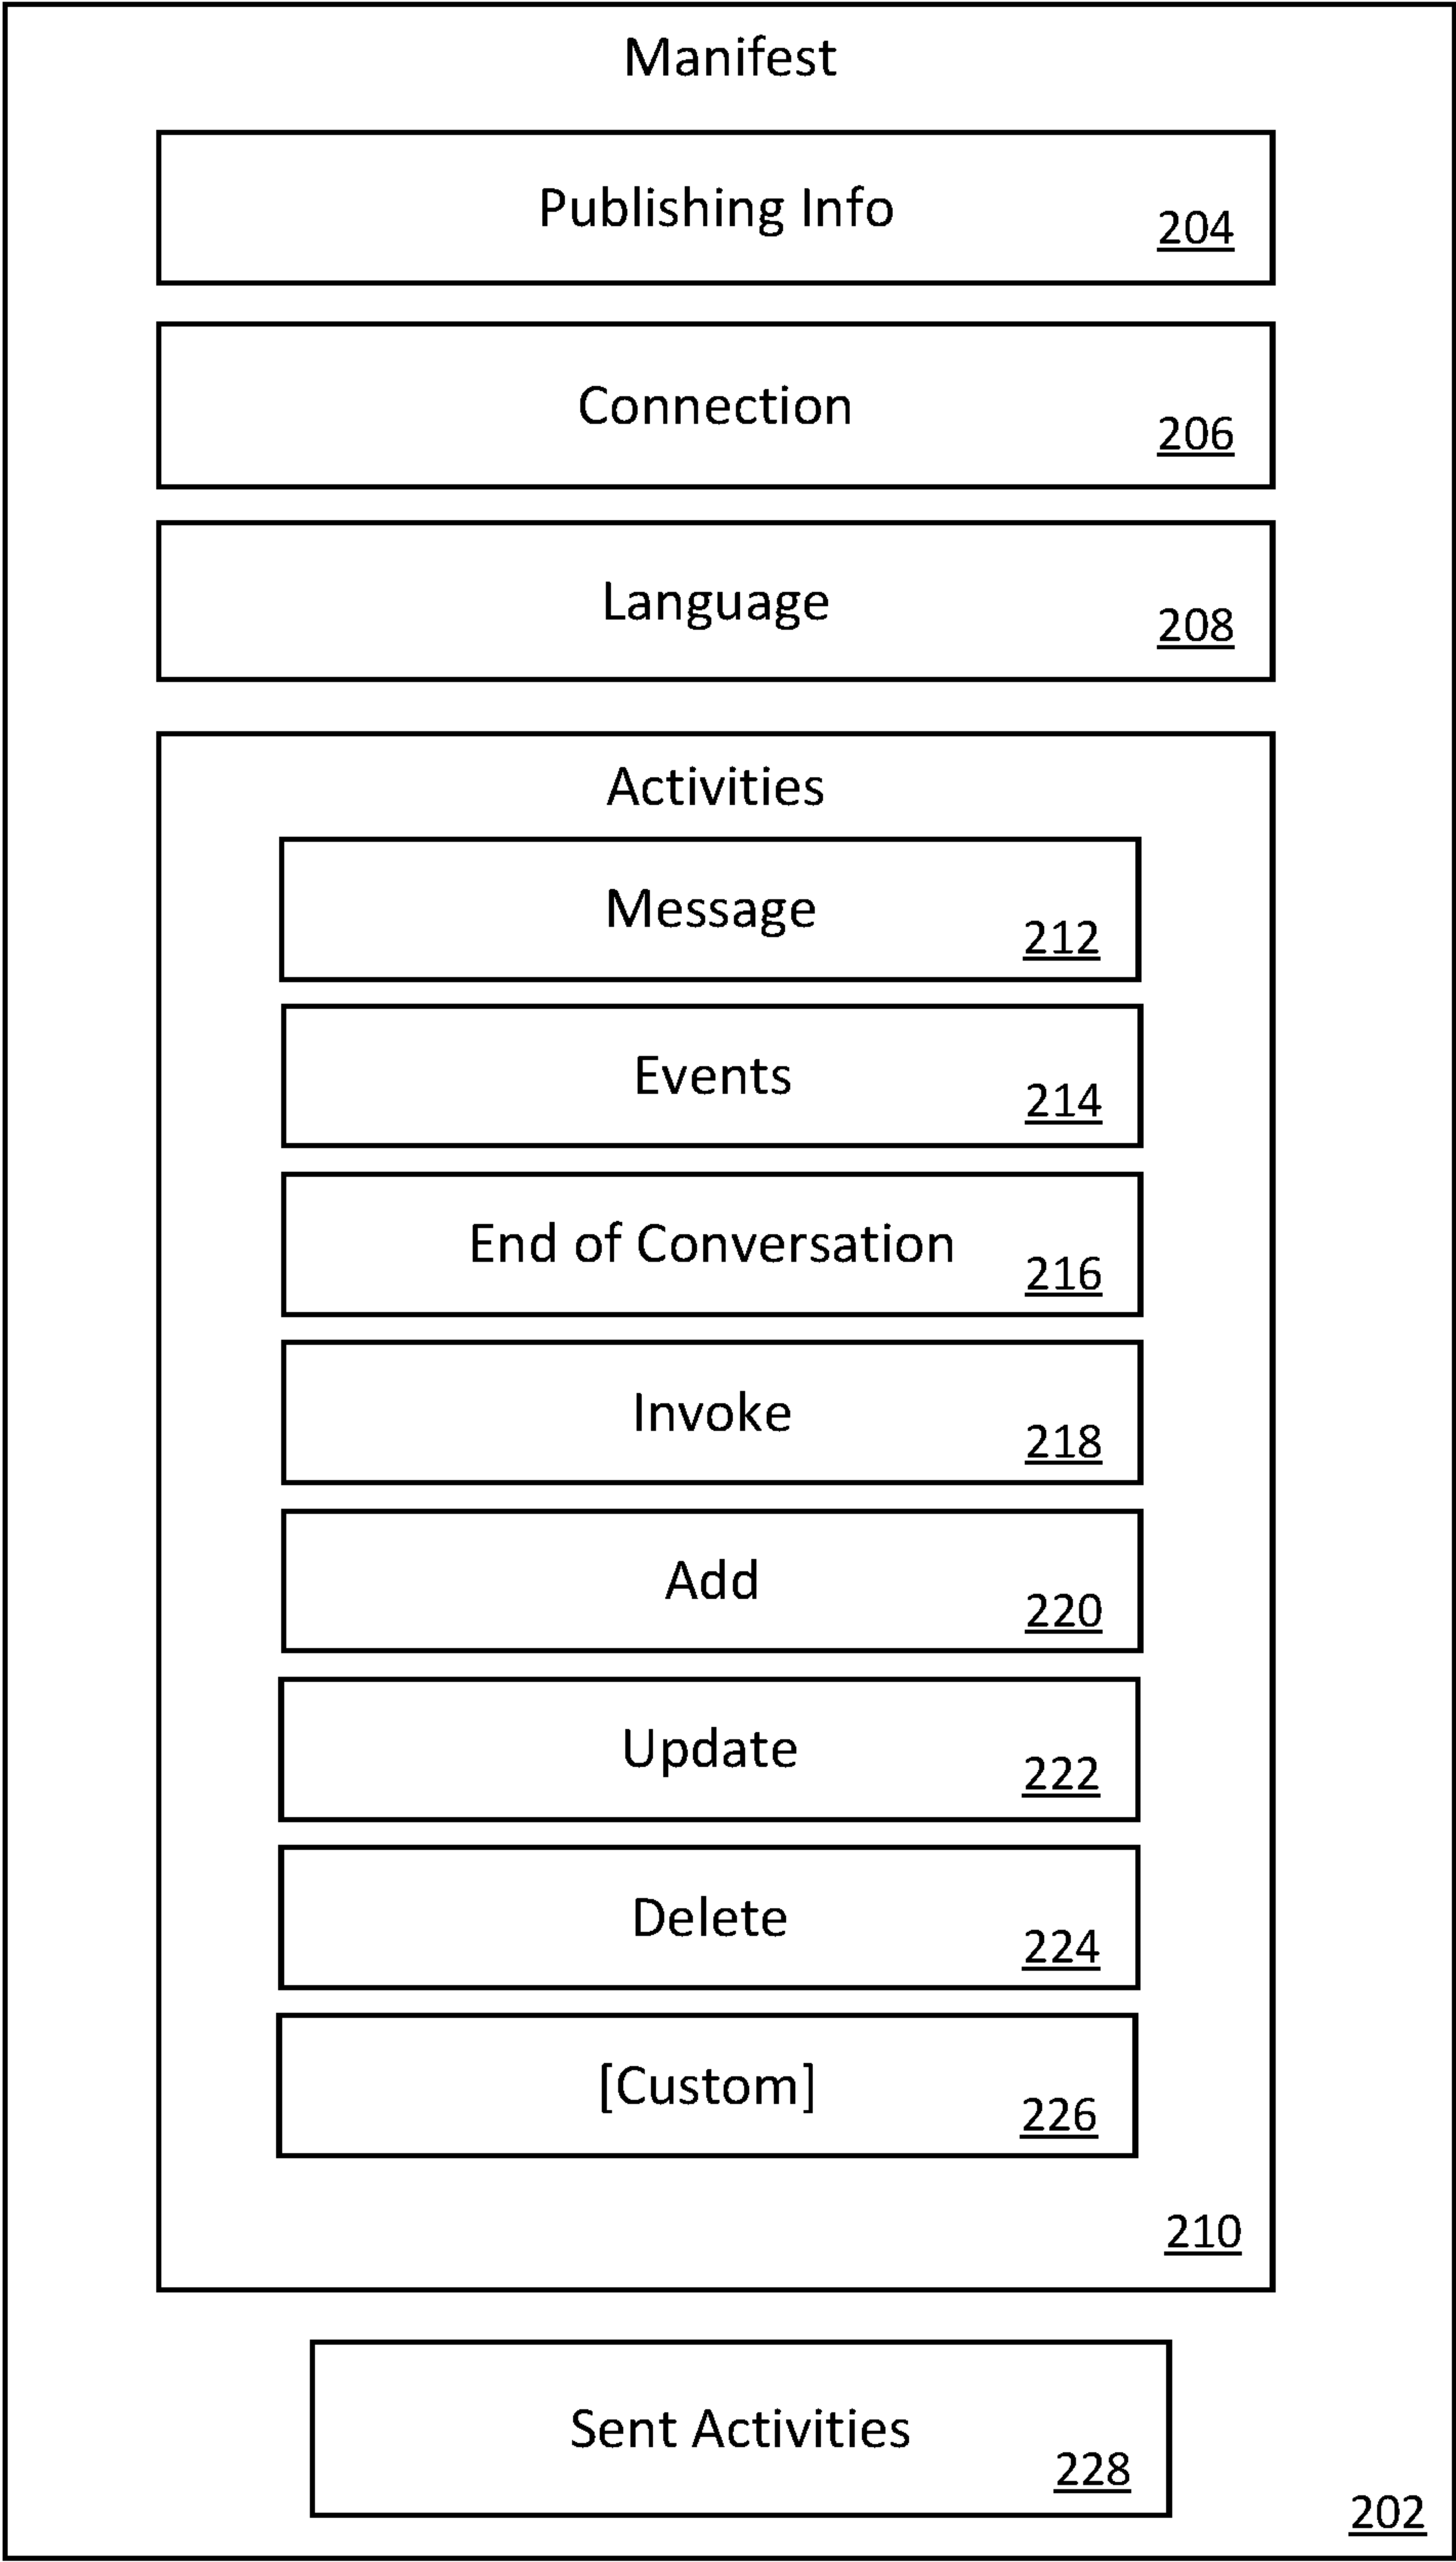 Manifest
Publishing Info
204
Connection
206
Language
208
Activities
Message
212
Events
214
End of Conversation
216
Invoke
218
Add
220
Update
222
Delete
224
[Custom]
226
210
Sent Activities
228
202